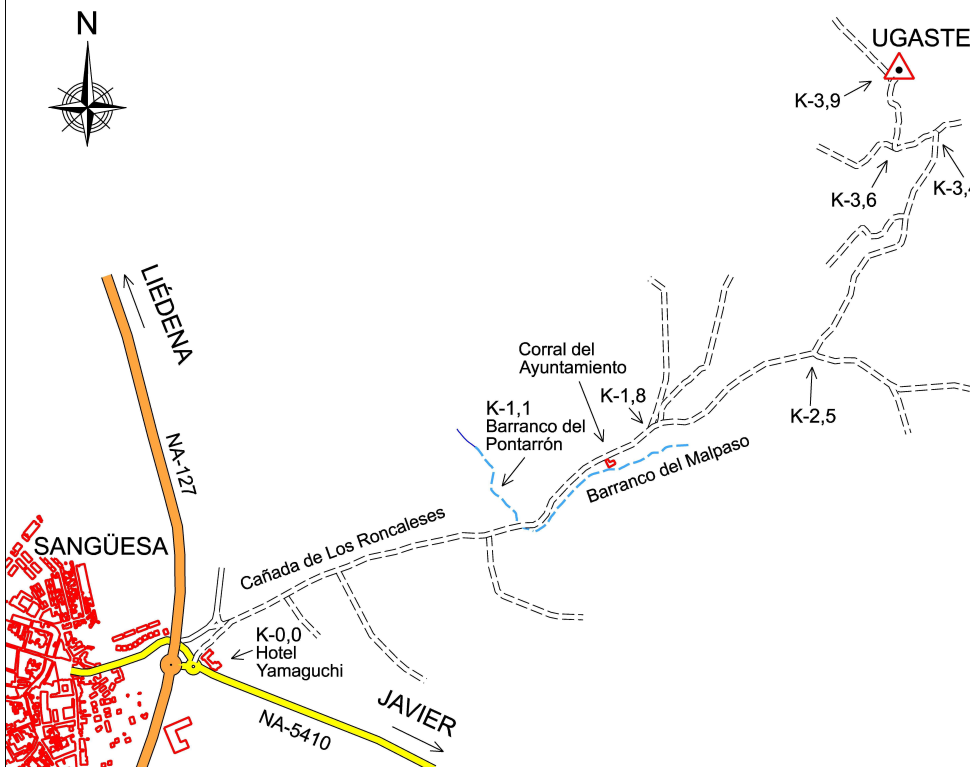 N
UGASTE
K-3,9
K-3,6
K-3,4
LIÉDENA
Corral del
Ayuntamiento
K-1,8
K-2,5
K-1,1
Barranco del
Pontarrón
NA-127
Barranco del Malpaso
Cañada de Los Roncaleses
SANGÜESA
K-0,0
Hotel
Yamaguchi
JAVIER
NA-5410